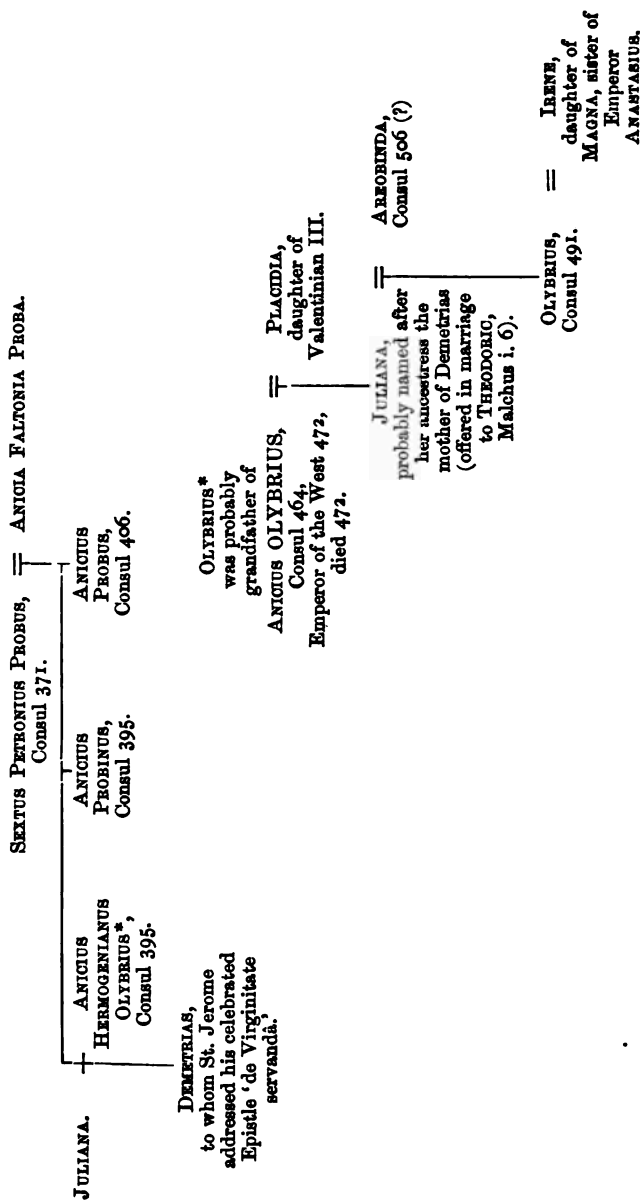 SEXTUS PETRONIUS PROBUS, = ANICIA FALTONIA PROBA.
Consul 371.
JULIANA.
ANICIUS
HERMOGENIANUS
OLYBRIUS*,
Consul 395.
ANICIUS
PROBINUS,
Consul 395.
ANICIUS
PROBUS,
Consul 406.
DEMETRIAS,
to whom St. Jerome
addressed his celebrated
Epistle ‘de Virginitate
servandâ.’
OLYBRIUS*
was probably
grandfather of
ANICIUS OLYBRIUS,
Consul 464,
Emperor of the West 472,
died 472.
=
PLACIDIA,
daughter of
Valentinian III.
JULIANA,
probably named after
her ancestress the
mother of Demetrias
(offered in marriage
to THEODORIC,
Malchus i. 6).
=
AREOBINDA,
Consul 506 (?)
OLYBRIUS,
Consul 491.
=
IRENE,
daughter of
MAGNA, sister of
Emperor
ANASTASIUS.